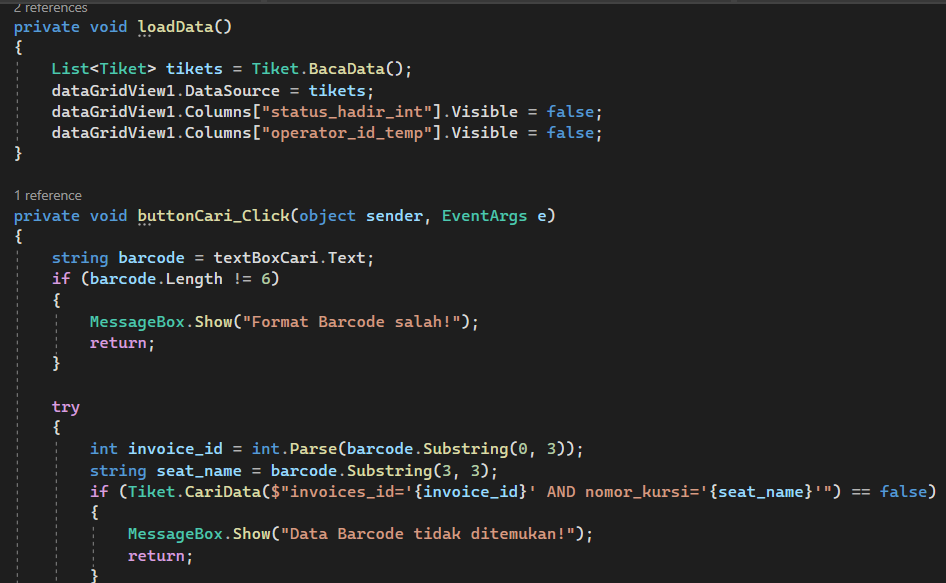 2 references
private void loadData()
{
    List<Tiket> tikets = Tiket.BacaData();
    dataGridView1.DataSource = tikets;
    dataGridView1.Columns["status_hadir_int"].Visible = false;
    dataGridView1.Columns["operator_id_temp"].Visible = false;
}
1 reference
private void buttonCari_Click(object sender, EventArgs e)
{
    string barcode = textBoxCari.Text;
    if (barcode.Length != 6)
    {
        MessageBox.Show("Format Barcode salah!");
        return;
    }
    try
    {
        int invoice_id = int.Parse(barcode.Substring(0, 3));
        string seat_name = barcode.Substring(3, 3);
        if (Tiket.CariData($"invoices_id='{invoice_id}' AND nomor_kursi='{seat_name}'") == false)
        {
            MessageBox.Show("Data Barcode tidak ditemukan!");
            return;
        }